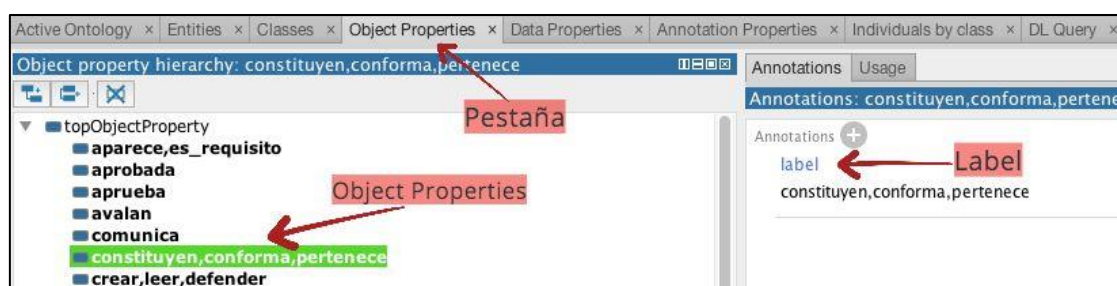 Active Ontology × Entities × Classes × Object Properties × Data Properties × Annotation Properties × Individuals by class × DL Query ×
Object property hierarchy: constituyen,conforma,pertenece
Annotations Usage
Annotations: constituyen,conforma,pertene
Pestaña
topObjectProperty
Annotations
aparece,es_requisito
label
Label
aprobada
aprueba
Object Properties
constituyen,conforma,pertenece
avalan
comunica
constituyen,conforma,pertenece
crear,leer,defender